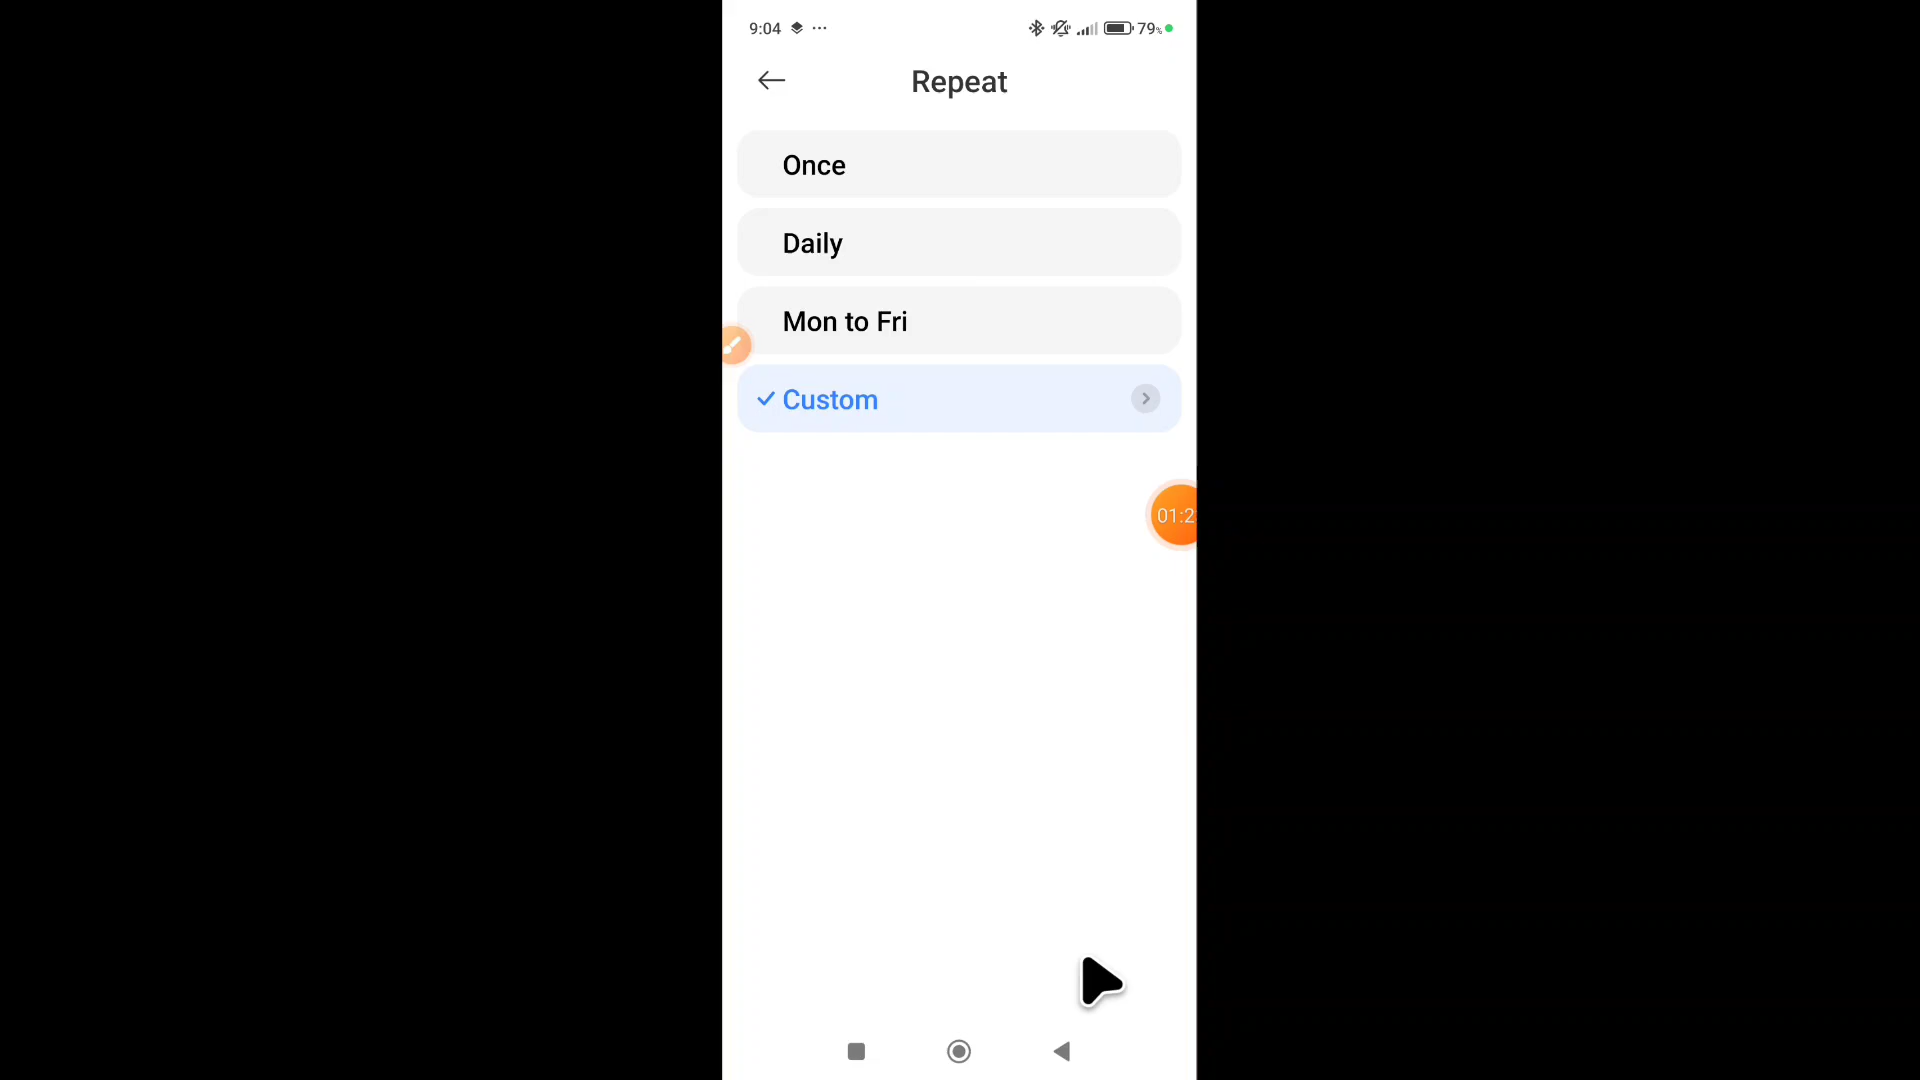 9:04 ... 79%
Repeat
Once
Daily
Mon to Fri
Custom
01:2